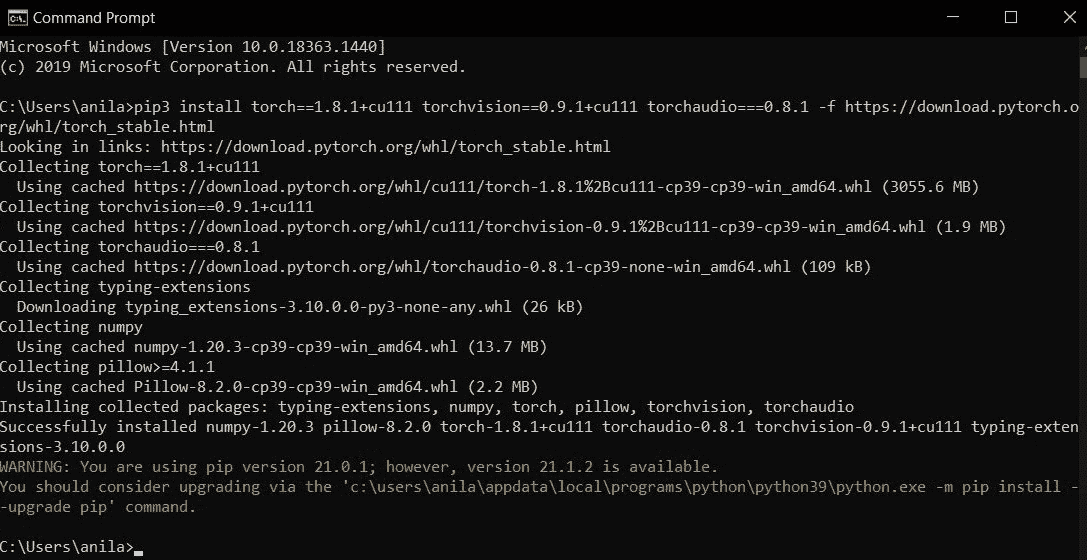 Command Prompt
Microsoft Windows [Version 10.0.18363.1440]
(c) 2019 Microsoft Corporation. All rights reserved.
C:\Users\anila>pip3 install torch==1.8.1+cu111 torchvision==0.9.1+cu111 torchaudio===0.8.1 -f https://download.pytorch.o
rg/whl/torch_stable.html
Looking in links: https://download.pytorch.org/whl/torch_stable.html
Collecting torch==1.8.1+cu111
  Using cached https://download.pytorch.org/whl/cu111/torch-1.8.1%2Bcu111-cp39-cp39-win_amd64.whl (3055.6 MB)
Collecting torchvision==0.9.1+cu111
  Using cached https://download.pytorch.org/whl/cu111/torchvision-0.9.1%2Bcu111-cp39-cp39-win_amd64.whl (1.9 MB)
Collecting torchaudio===0.8.1
  Using cached https://download.pytorch.org/whl/torchaudio-0.8.1-cp39-none-win_amd64.whl (109 kB)
Collecting typing-extensions
  Downloading typing_extensions-3.10.0.0-py3-none-any.whl (26 kB)
Collecting numpy
  Using cached numpy-1.20.3-cp39-cp39-win_amd64.whl (13.7 MB)
Collecting pillow>=4.1.1
  Using cached Pillow-8.2.0-cp39-cp39-win_amd64.whl (2.2 MB)
Installing collected packages: typing-extensions, numpy, torch, pillow, torchvision, torchaudio
Successfully installed numpy-1.20.3 pillow-8.2.0 torch-1.8.1+cu111 torchaudio-0.8.1 torchvision-0.9.1+cu111 typing-exten
sions-3.10.0.0
WARNING: You are using pip version 21.0.1; however, version 21.1.2 is available.
You should consider upgrading via the 'c:\users\anila\appdata\local\programs\python\python39\python.exe -m pip install -
-upgrade pip' command.
C:\Users\anila>